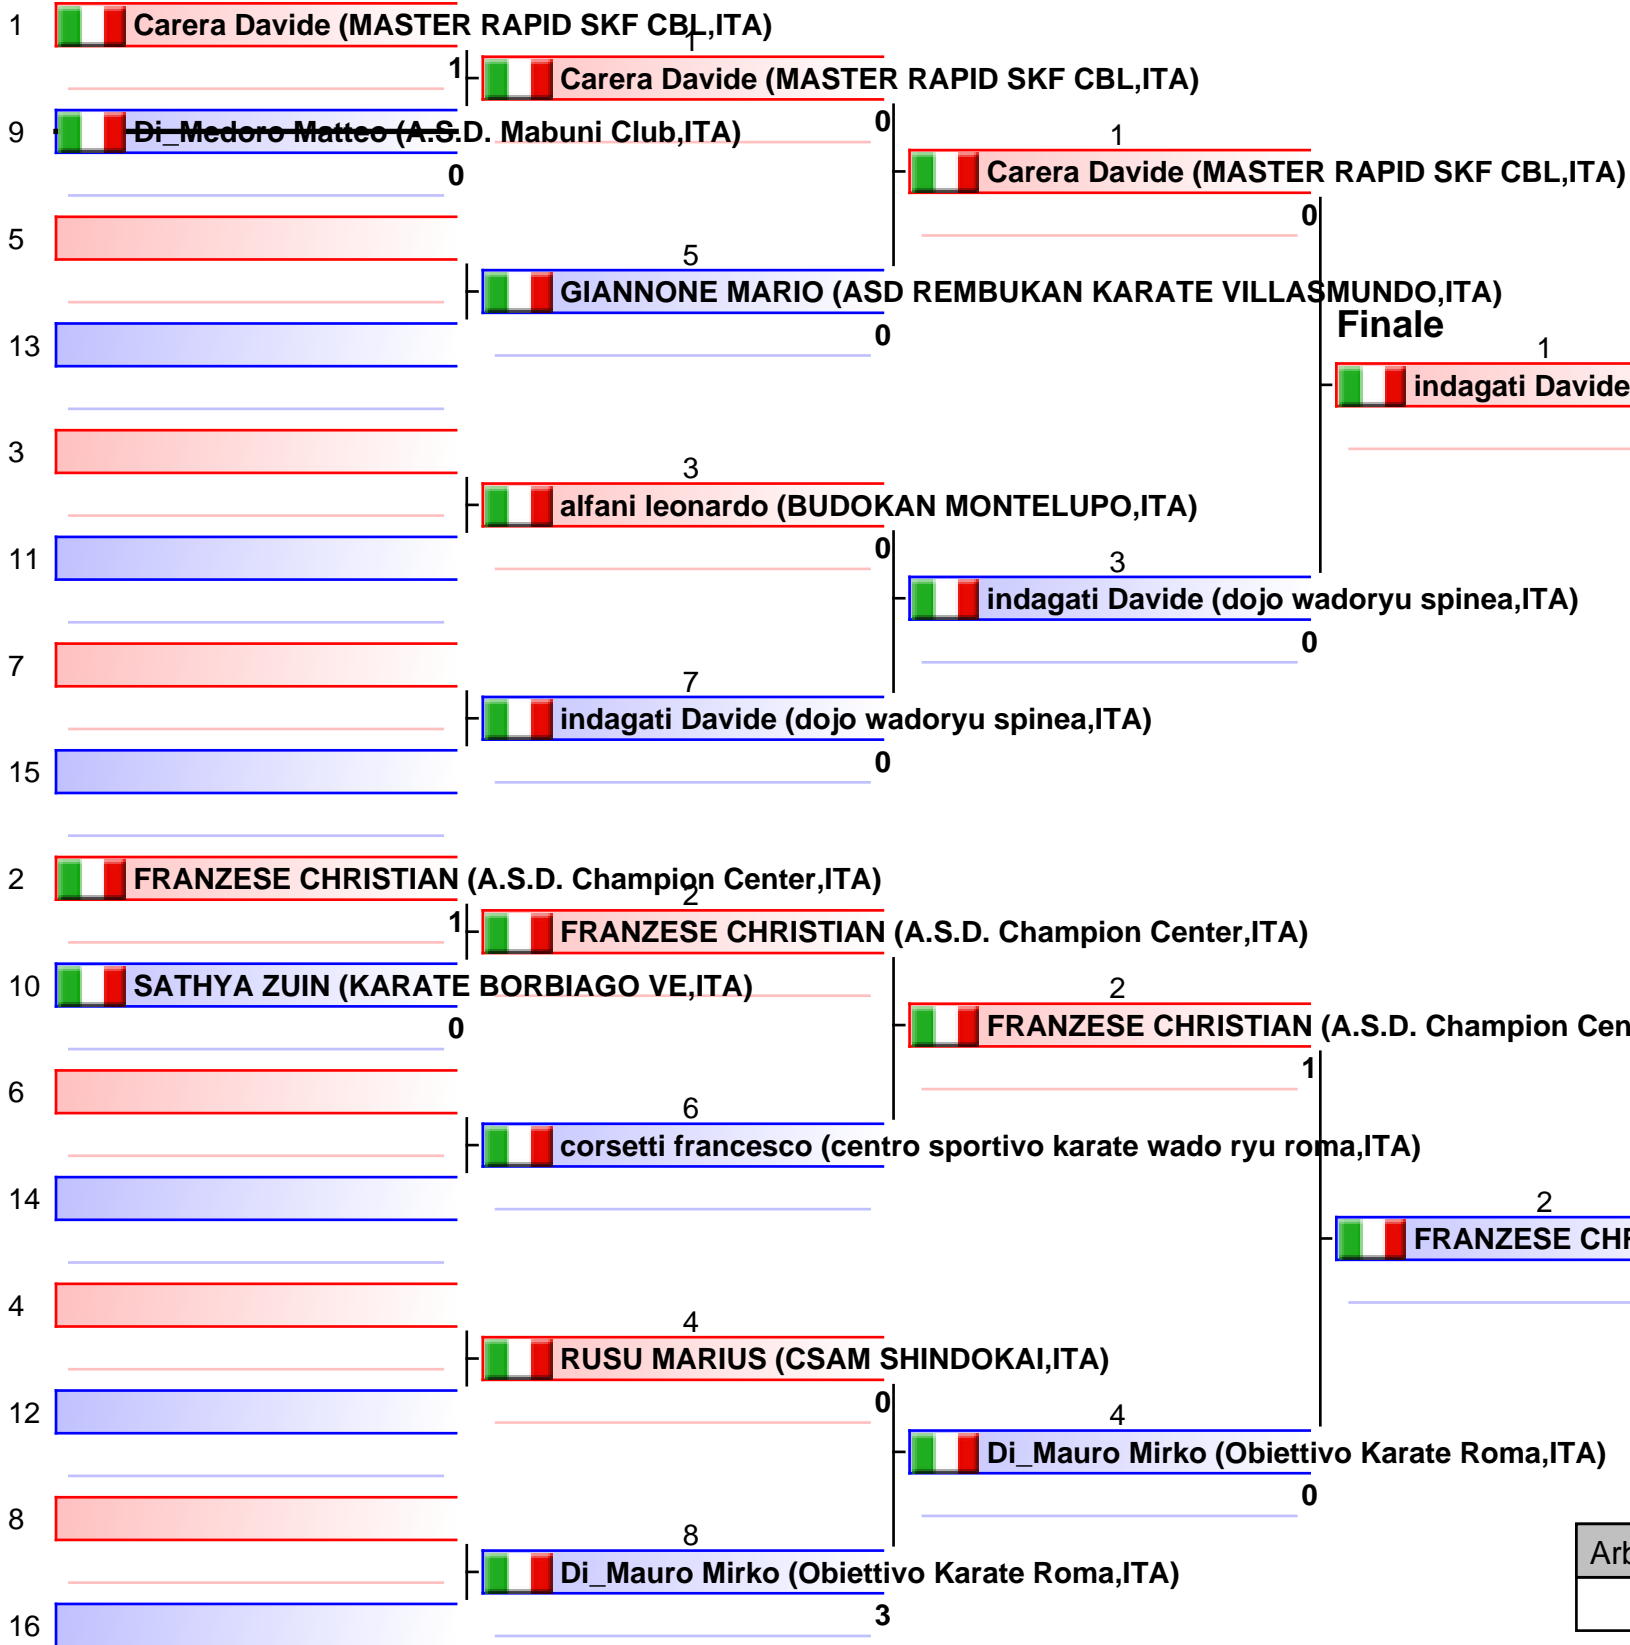 1 Carera Davide (MASTER RAPID SKF CBL,ITA)
1
1 Carera Davide (MASTER RAPID SKF CBL,ITA)
0
9 Di_Medoro Matteo (A.S.D. Mabuni Club,ITA)
0
1
Carera Davide (MASTER RAPID SKF CBL,ITA)
0
5
5
GIANNONE MARIO (ASD REMBUKAN KARATE VILLASMUNDO,ITA)
0
13
Finale
1
indagati Davide
3
3
alfani leonardo (BUDOKAN MONTELUPO,ITA)
0
11
3
indagati Davide (dojo wadoryu spinea,ITA)
0
7
7
indagati Davide (dojo wadoryu spinea,ITA)
0
15
2 FRANZESE CHRISTIAN (A.S.D. Champion Center,ITA)
1
2
FRANZESE CHRISTIAN (A.S.D. Champion Center,ITA)
10 SATHYA ZUIN (KARATE BORBIAGO VE,ITA)
0
2
FRANZESE CHRISTIAN (A.S.D. Champion Cen
1
6
6
corsetti francesco (centro sportivo karate wado ryu roma,ITA)
14
2
FRANZESE CH
4
4
RUSU MARIUS (CSAM SHINDOKAI,ITA)
0
12
4
Di_Mauro Mirko (Obiettivo Karate Roma,ITA)
0
8
8
Di_Mauro Mirko (Obiettivo Karate Roma,ITA)
3
16
Arb